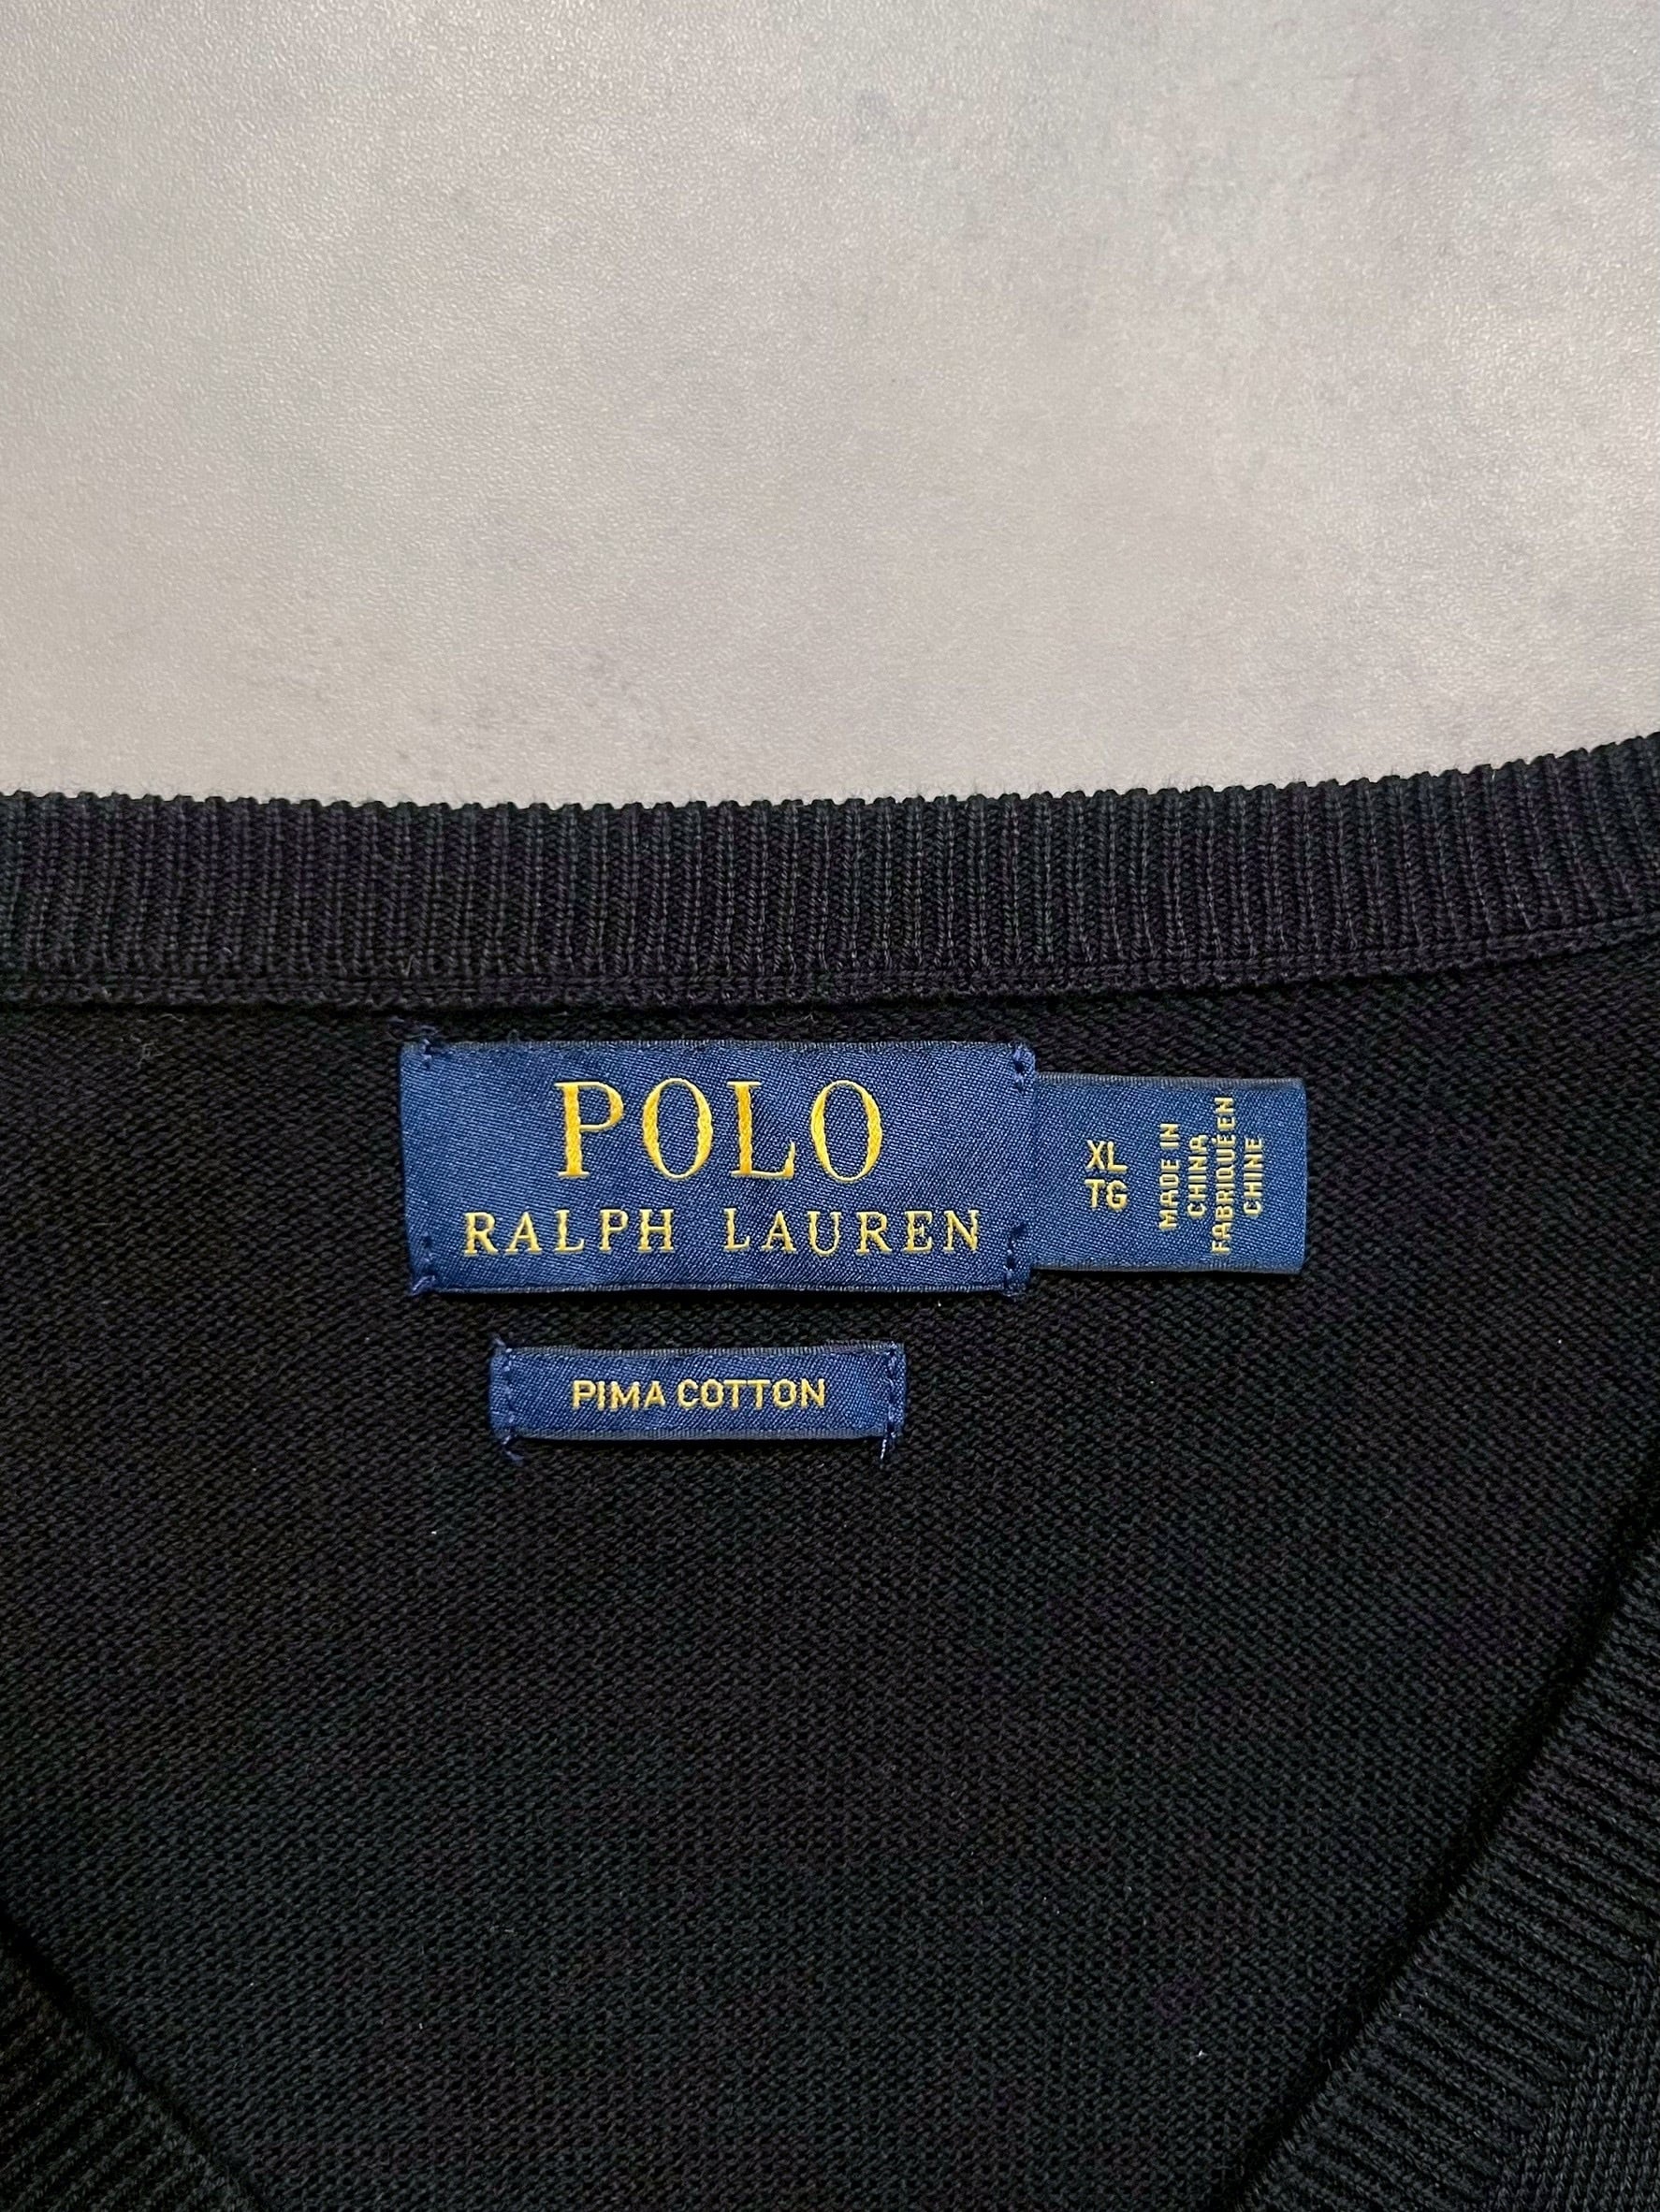 POLO
RALPH LAUREN
XL
TG
MADE IN
CHINA
FABRIQUÉ EN
CHINE
PIMA COTTON